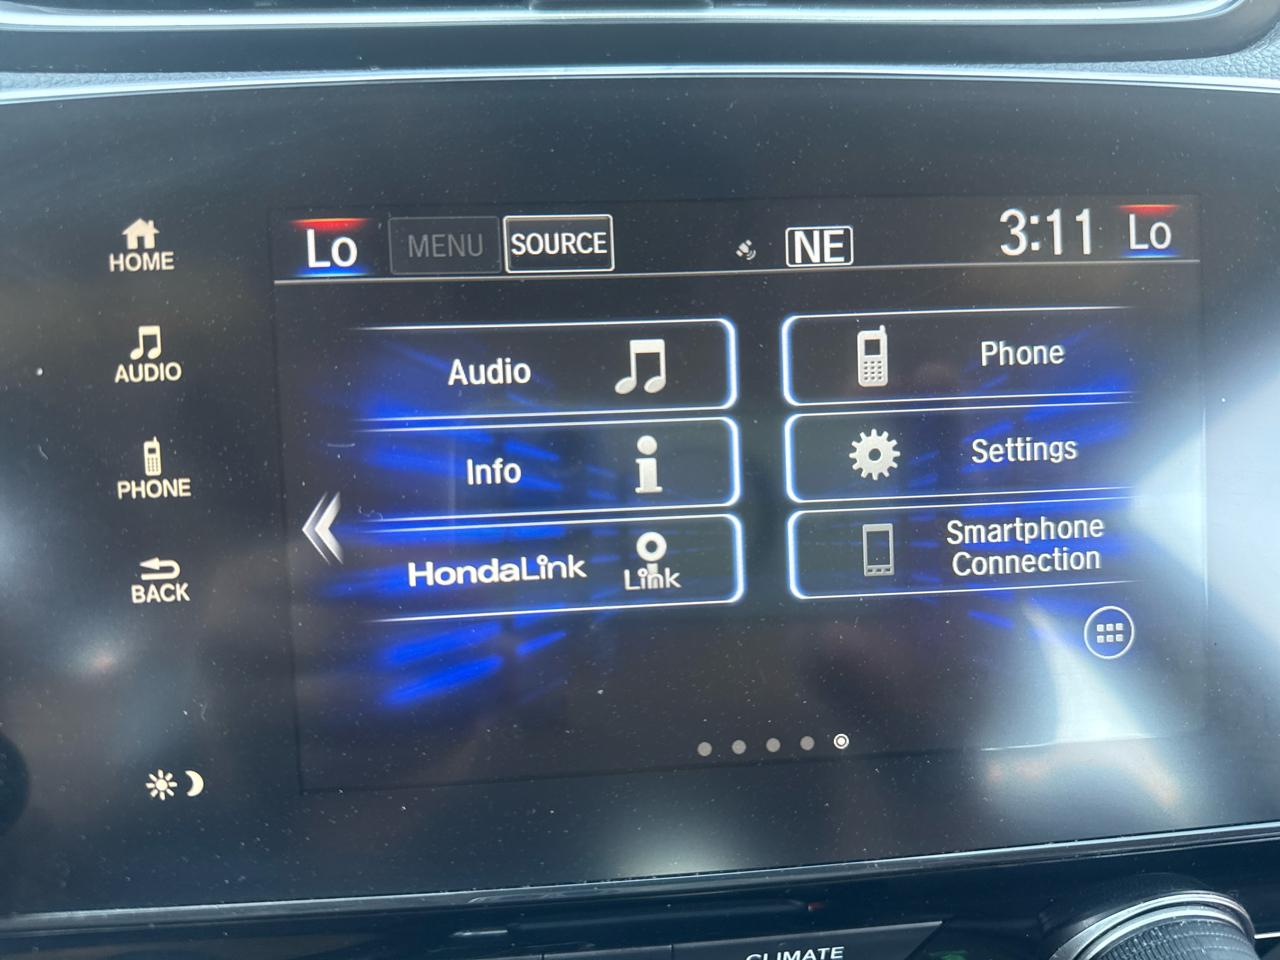 HOME
AUDIO
PHONE
BACK
Lo MENU SOURCE NE 3:11 Lo
Audio
Info
HondaLink Link
Phone
Settings
Smartphone
Connection
CLIMATE